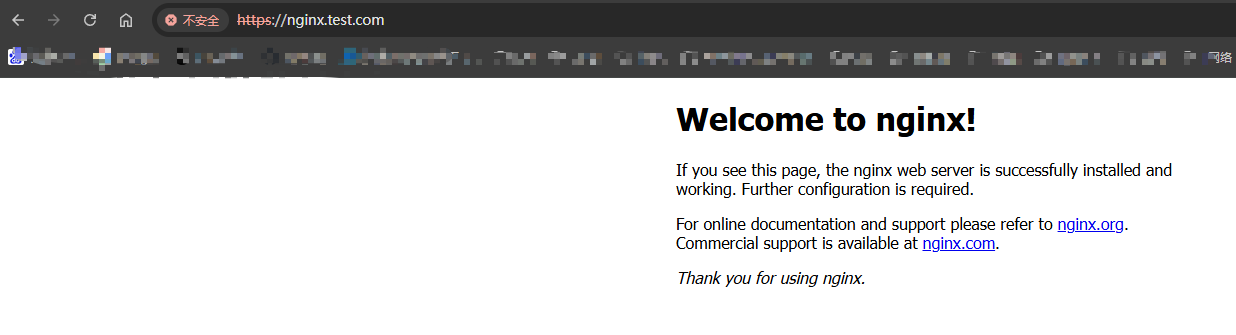 不安全 https://nginx.test.com
网络
Welcome to nginx!
If you see this page, the nginx web server is successfully installed and
working. Further configuration is required.
For online documentation and support please refer to nginx.org.
Commercial support is available at nginx.com.
Thank you for using nginx.